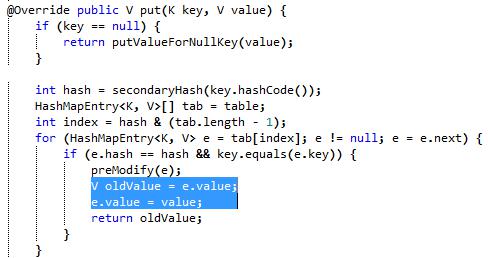 @Override public V put(K key, V value) {
    if (key == null) {
        return putValueForNullKey(value);
    }

    int hash = secondaryHash(key.hashCode());
    HashMapEntry<K, V>[] tab = table;
    int index = hash & (tab.length - 1);
    for (HashMapEntry<K, V> e = tab[index]; e != null; e = e.next) {
        if (e.hash == hash && key.equals(e.key)) {
            preModify(e);
            V oldValue = e.value;
            e.value = value;
            return oldValue;
        }
    }